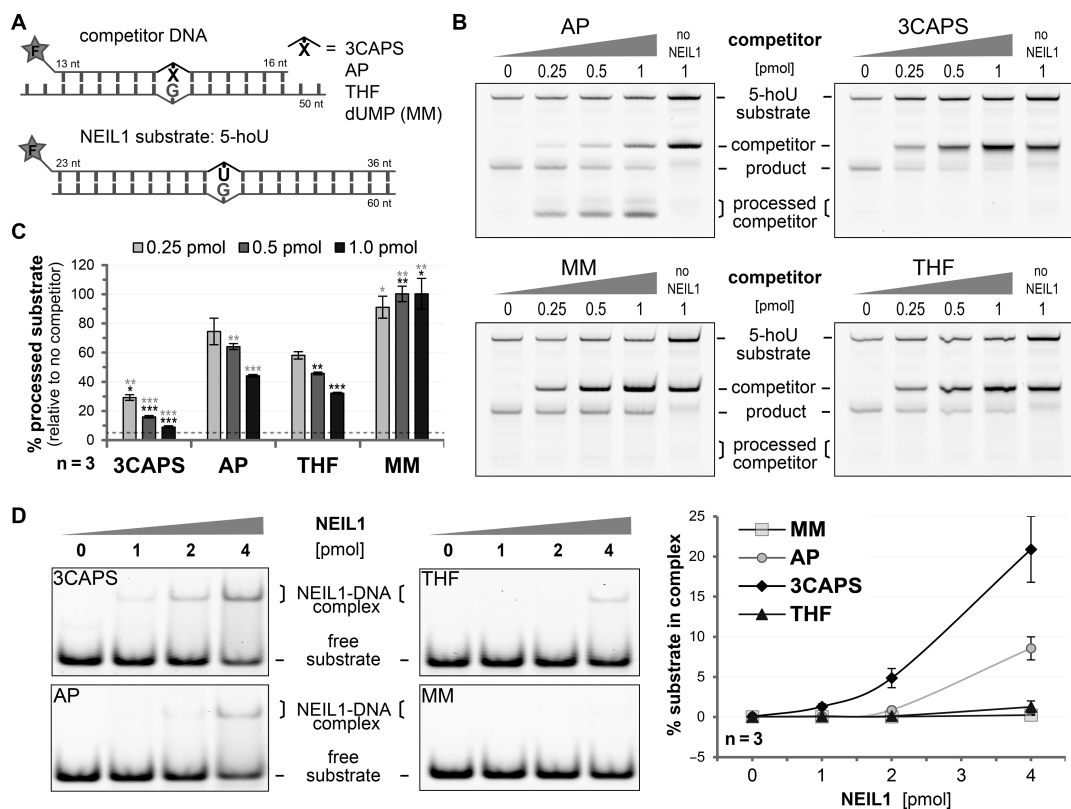 A
competitor DNA
F
13 nt
16 nt
X
G
50 nt
X = 3CAPS
AP
THF
dUMP (MM)
NEIL1 substrate: 5-hoU
F
23 nt
36 nt
U
G
60 nt
B
AP
competitor
[pmol]
no
NEIL1
0 0.25 0.5 1 1
3CAPS
no
NEIL1
0 0.25 0.5 1 1
5-hoU
substrate
competitor
product
processed
competitor
MM
competitor
[pmol]
no
NEIL1
0 0.25 0.5 1 1
THF
no
NEIL1
0 0.25 0.5 1 1
5-hoU
substrate
competitor
product
processed
competitor
C
0.25 pmol 0.5 pmol 1.0 pmol
% processed substrate
(relative to no competitor)
120
100
80
60
40
20
0
** * *** *** *** ***
** ***
** ***
* ** ** ** *
n = 3
3CAPS AP THF MM
D
NEIL1
[pmol]
0 1 2 4
0 1 2 4
3CAPS
THF
NEIL1-DNA
complex
free
substrate
AP
MM
NEIL1-DNA
complex
free
substrate
% substrate in complex
25
20
15
10
5
0
−5
MM
AP
3CAPS
THF
n = 3
0 1 2 3 4
NEIL1 [pmol]